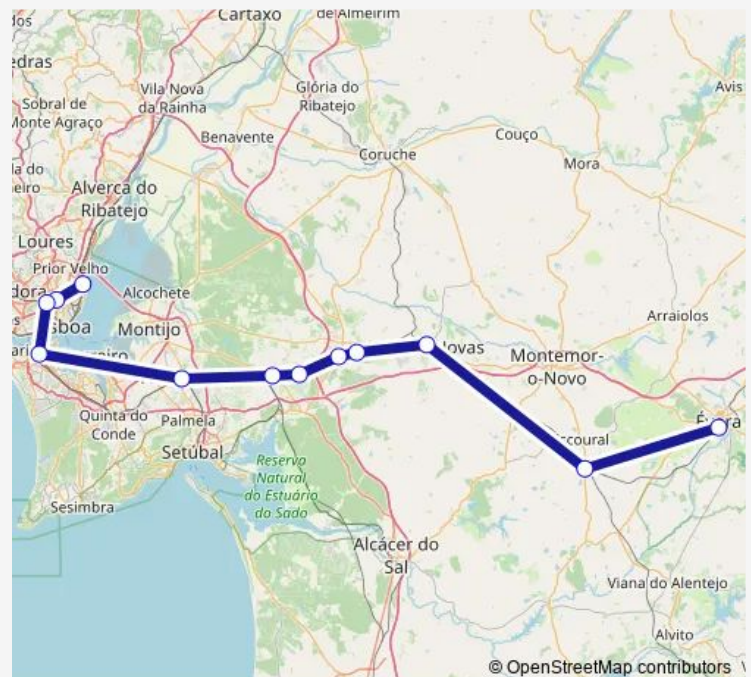 Cartaxo
de Almeirim
Vila Nova
da Rainha
Glória do
Ribatejo
Avis
Sobral de
Monte Agraço
Benavente
Couço
Coruche
Mora
Alverca do
Ribatejo
Loures
Prior Velho
Alcochete
Arraiolos
Montijo
Montemor-
o-Novo
Quinta do
Conde
Palmela
Setúbal
Reserva
Natural
do Estuário
do Sado
Sesimbra
Alcácer do
Sal
Viana do Alentejo
Alvito
© OpenStreetMap contributors